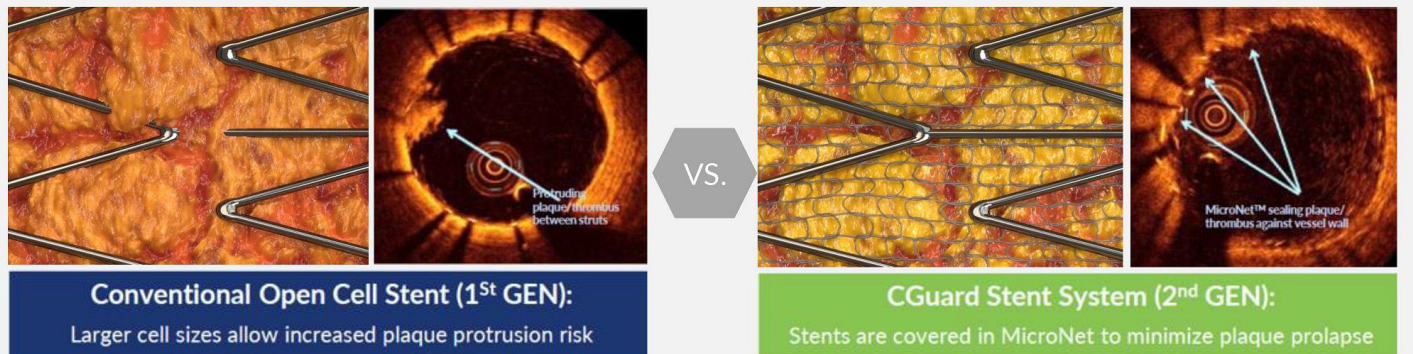 Protruding
plaque/thrombus
between struts
VS.
MicroNet™ sealing plaque/
thrombus against vessel wall
Conventional Open Cell Stent (1St GEN):
Larger cell sizes allow increased plaque protrusion risk
CGuard Stent System (2nd GEN):
Stents are covered in MicroNet to minimize plaque prolapse